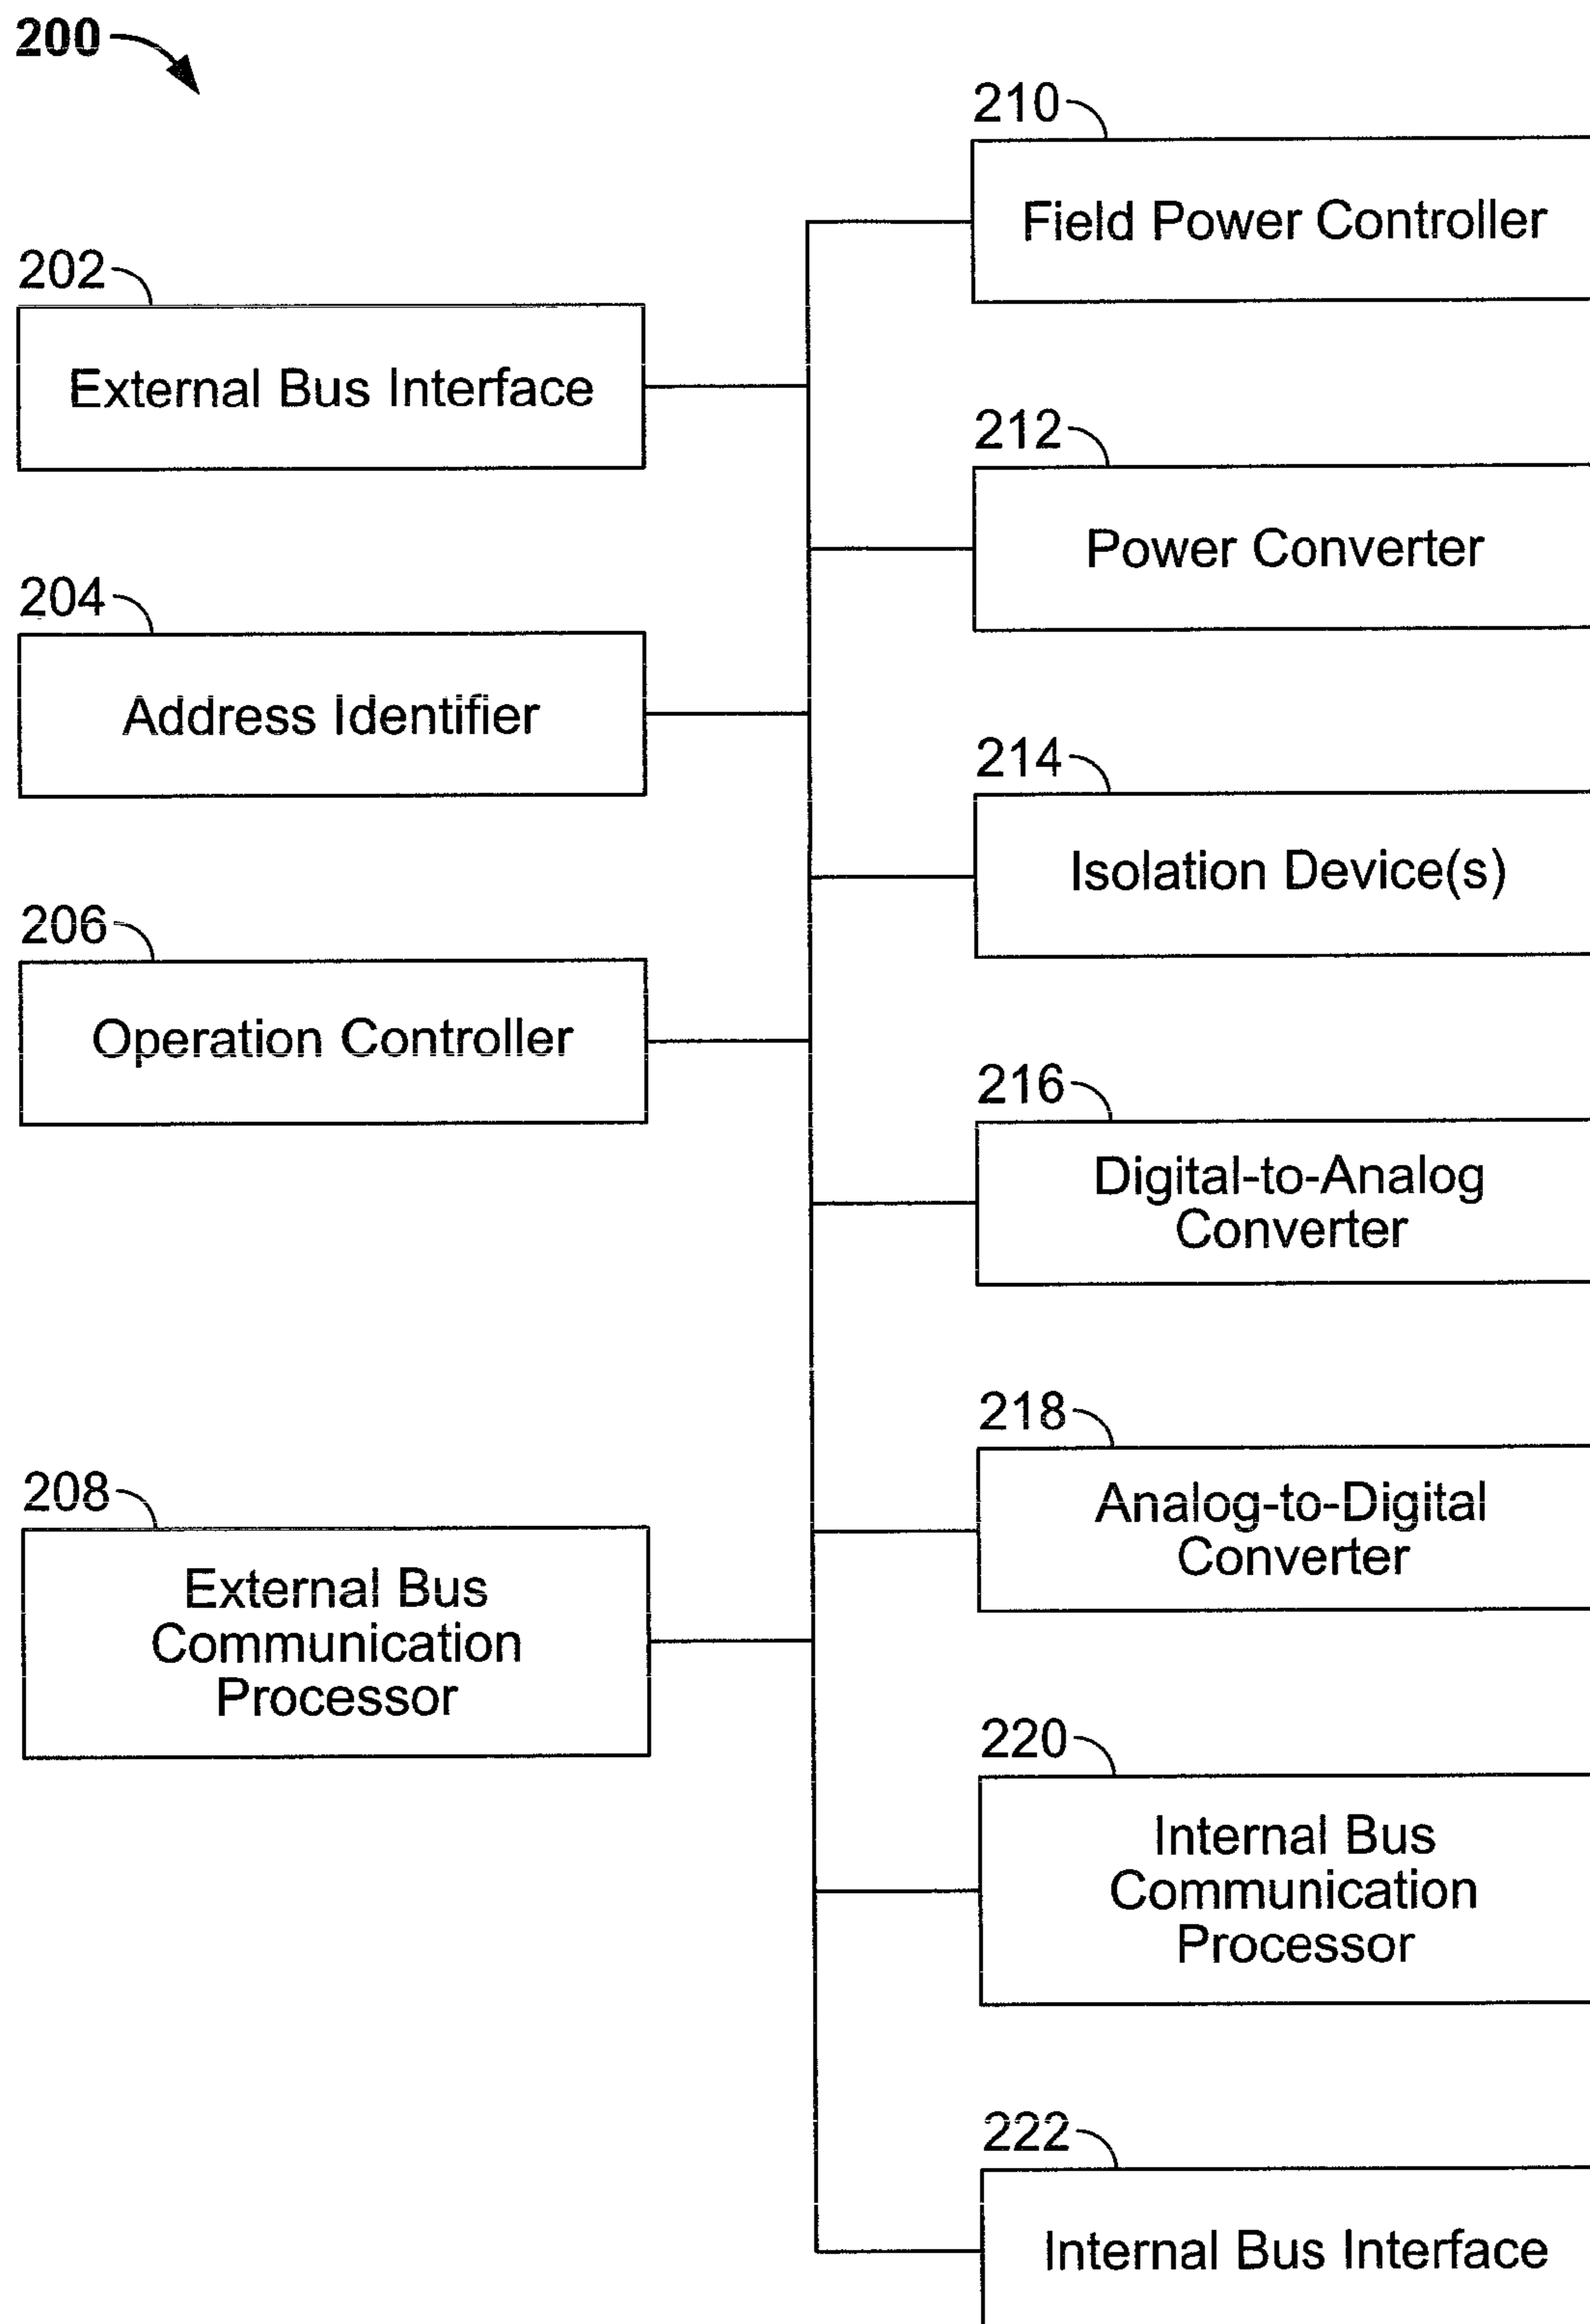 200
202
External Bus Interface
204
Address Identifier
206
Operation Controller
208
External Bus
Communication
Processor
210
Field Power Controller
212
Power Converter
214
Isolation Device(s)
216
Digital-to-Analog
Converter
218
Analog-to-Digital
Converter
220
Internal Bus
Communication
Processor
222
Internal Bus Interface